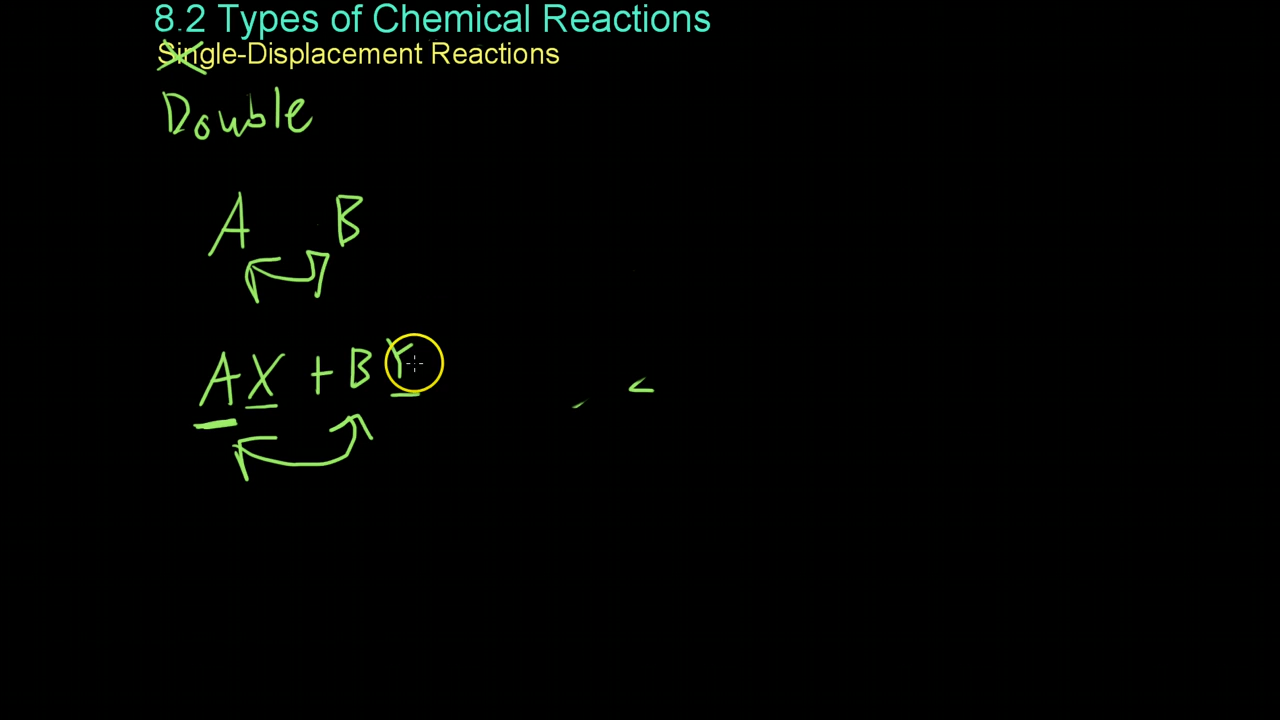 8.2 Types of Chemical Reactions
Single-Displacement Reactions
Double
A B
AX + BY